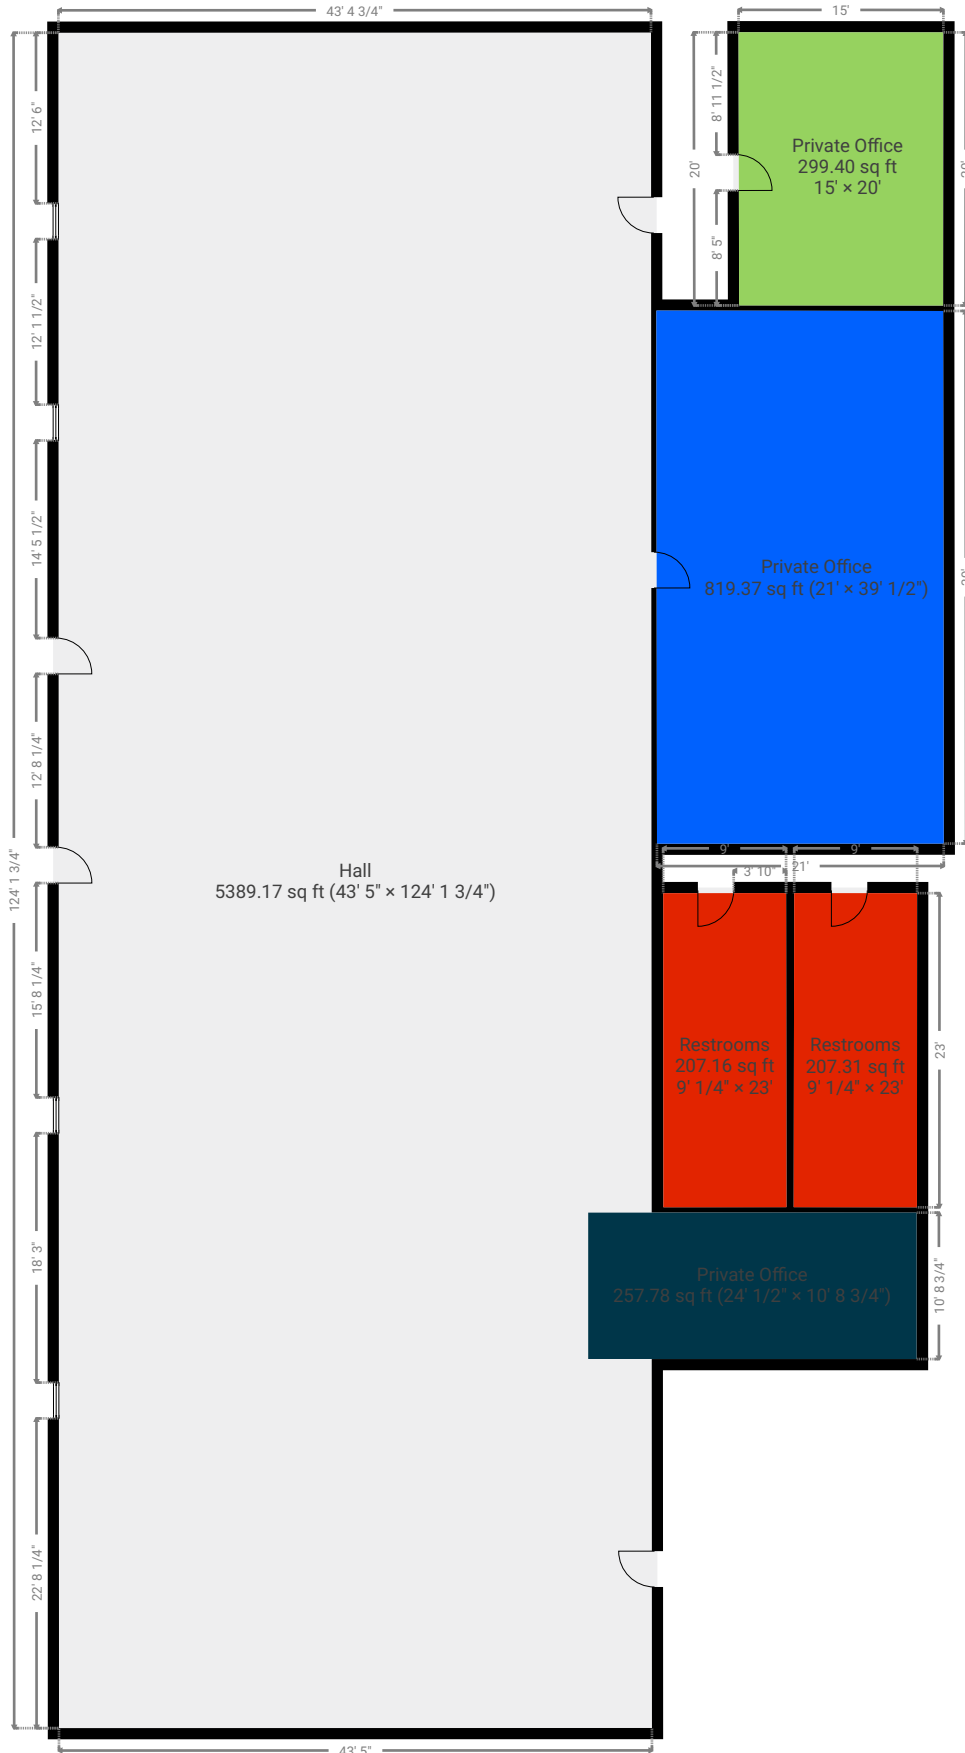 43' 4 3/4"
15'
12' 6"
8' 11 1/2"
20'
Private Office
299.40 sq ft
15' × 20'
8' 5"
12' 1 1/2"
14' 5 1/2"
Private Office
819.37 sq ft (21' × 39' 1/2")
12' 8 1/4"
124' 1 3/4"
Hall
5389.17 sq ft (43' 5" × 124' 1 3/4")
9'
9'
21'
3' 10"
15' 8 1/4"
Restrooms
207.16 sq ft
9' 1/4" × 23'
Restrooms
207.31 sq ft
9' 1/4" × 23'
23'
18' 3"
Private Office
257.78 sq ft (24' 1/2" × 10' 8 3/4")
10' 8 3/4"
22' 8 1/4"
43' 5"